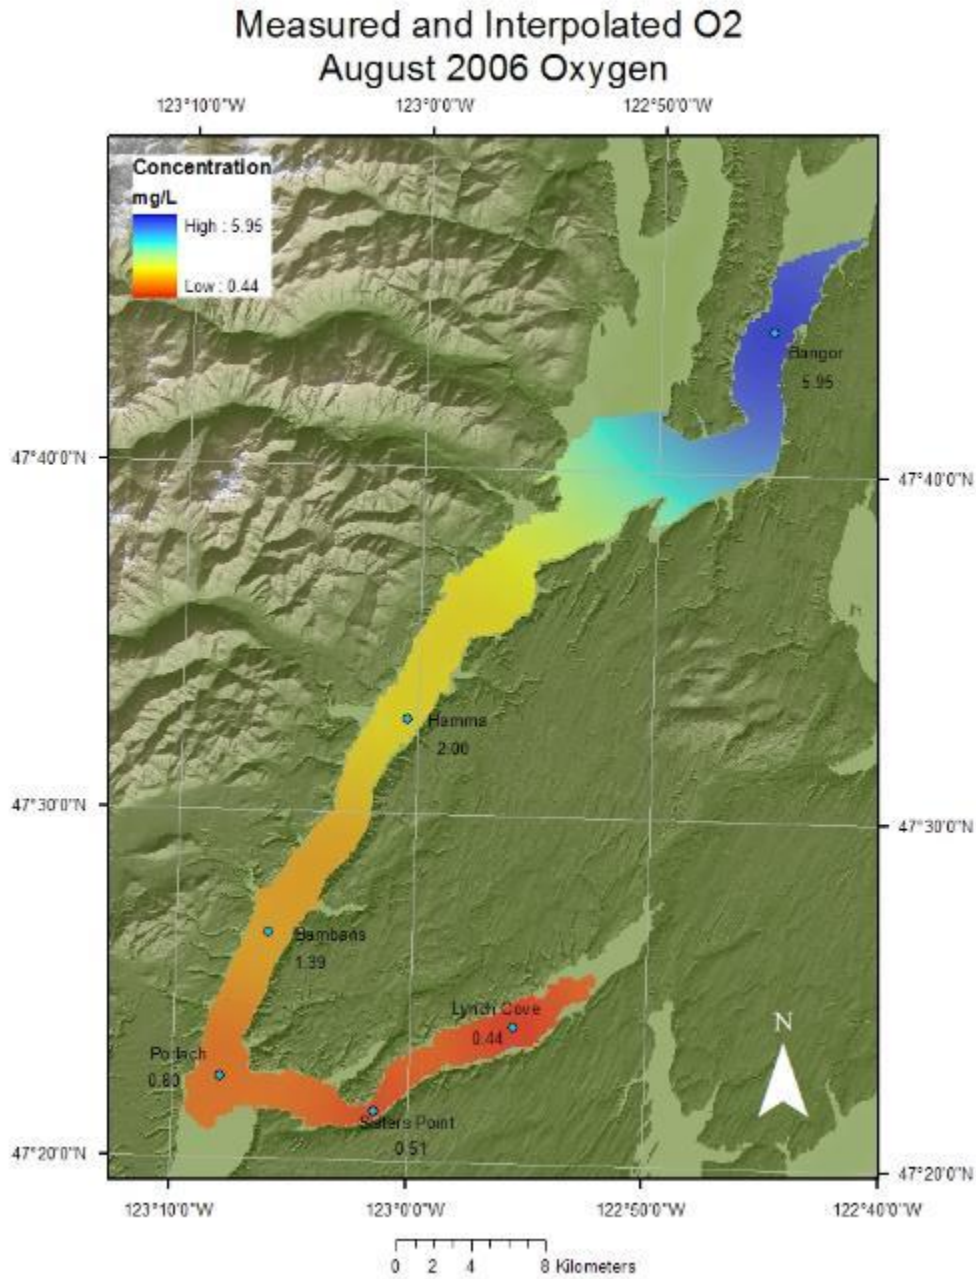 Measured and Interpolated O2
August 2006 Oxygen
123°10'0"W 123°0'0"W 122°50'0"W
Concentration
mg/L
High : 5.95
Low : 0.44
Bangor
5.95
47°40'0"N
47°40'0"N
Hamma
2.00
47°30'0"N
47°30'0"N
Bambans
1.39
Lynch Cove
0.44
N
Potlach
0.80
Sisters Point
0.51
47°20'0"N
47°20'0"N
123°10'0"W 123°0'0"W 122°50'0"W 122°40'0"W
0 2 4 8 Kilometers